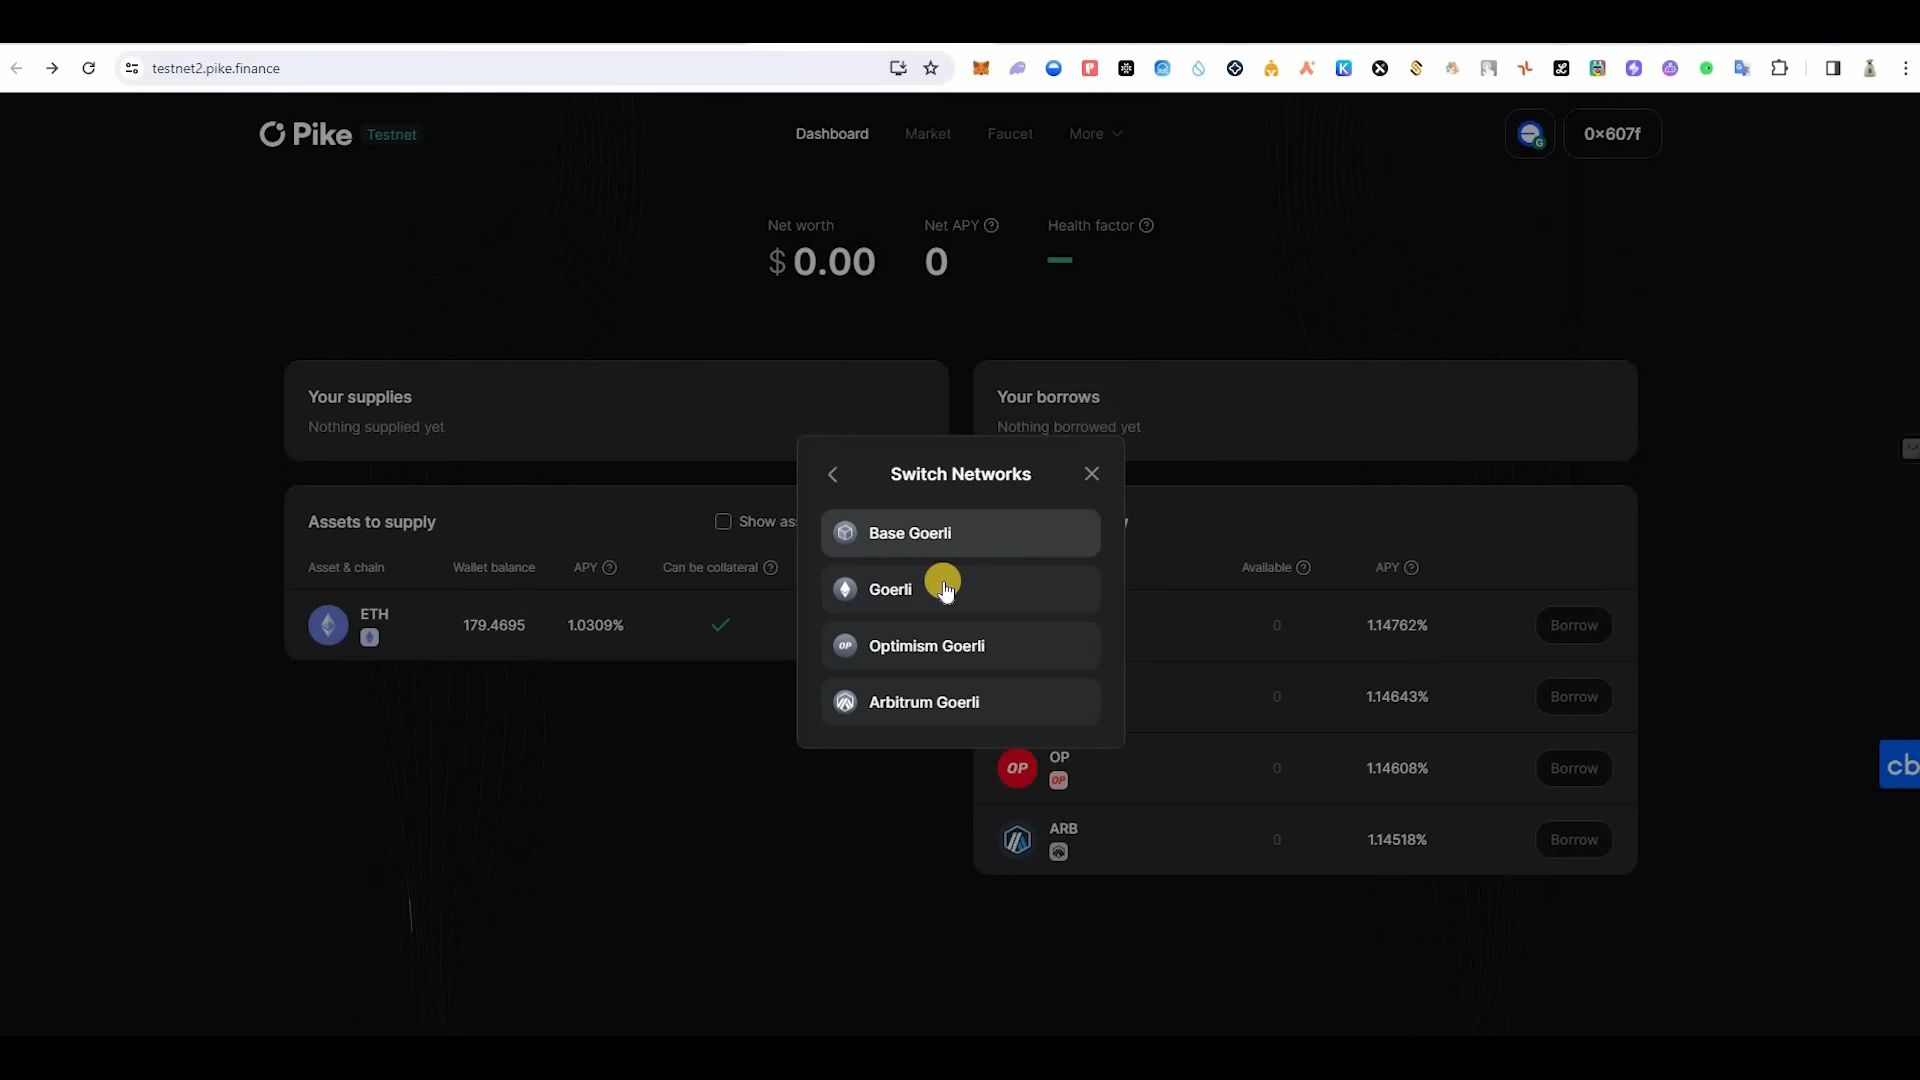 testnet2.pike.finance
Pike Testnet
Dashboard Market Faucet More
0×607f
Net worth Net APY Health factor
$ 0.00 0
Your supplies
Nothing supplied yet
Your borrows
Nothing borrowed yet
Switch Networks
Base Goerli
Goerli
Optimism Goerli
Arbitrum Goerli
Assets to supply
Show as
Asset & chain Wallet balance APY Can be collateral
ETH 179.4695 1.0309%
Available APY
0 1.14762% Borrow
0 1.14643% Borrow
OP OP 0 1.14608% Borrow
OP
ARB 0 1.14518% Borrow
cb